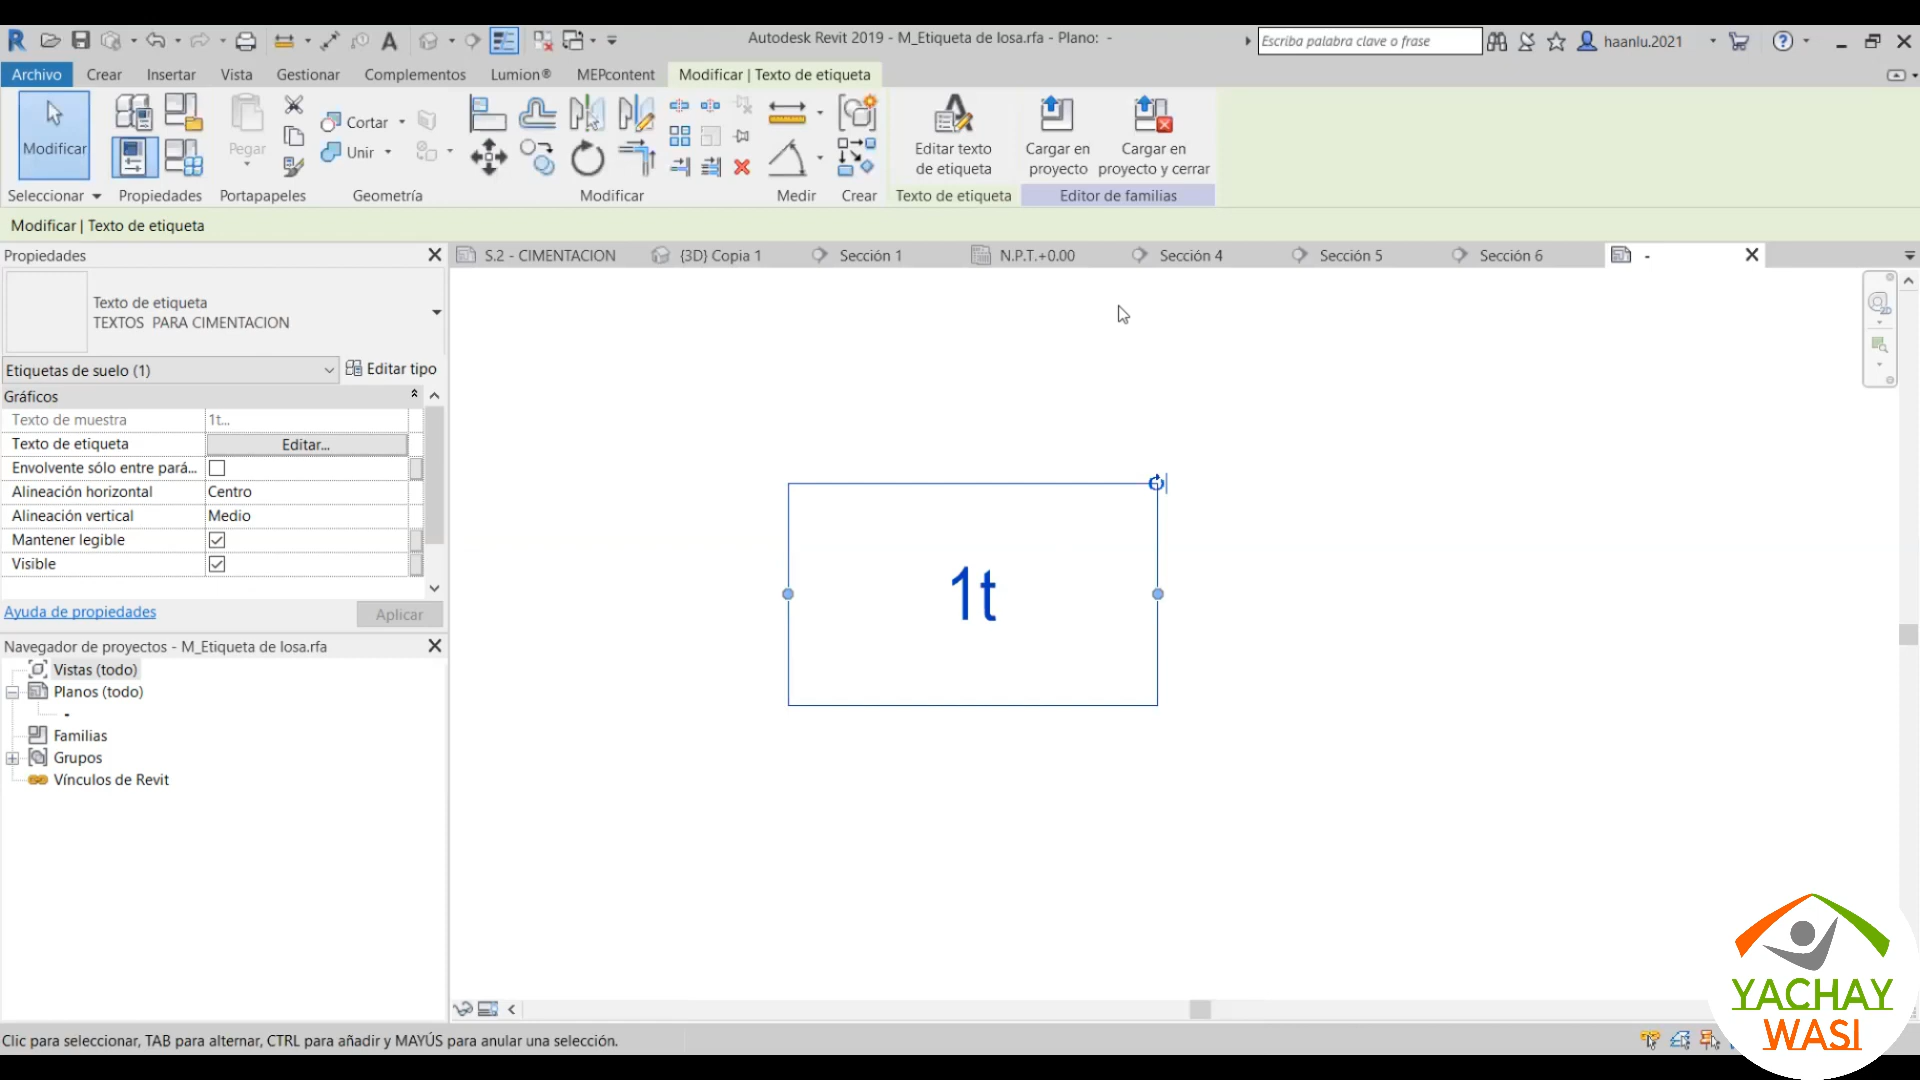 Autodesk Revit 2019 - M_Etiqueta de losa.rfa - Plano: -
Escriba palabra clave o frase
haanlu.2021
Archivo Crear Insertar Vista Gestionar Complementos Lumion® MEPcontent Modificar | Texto de etiqueta
Modificar
Pegar
Cortar
Unir
Editar texto de etiqueta
Cargar en proyecto
Cargar en proyecto y cerrar
Seleccionar Propiedades Portapapeles Geometría Modificar Medir Crear Texto de etiqueta Editor de familias
Modificar | Texto de etiqueta
Propiedades
S.2 - CIMENTACION {3D} Copia 1 Sección 1 N.P.T.+0.00 Sección 4 Sección 5 Sección 6 -
Texto de etiqueta
TEXTOS PARA CIMENTACION
Etiquetas de suelo (1) Editar tipo
Gráficos
Texto de muestra 1t...
Texto de etiqueta Editar...
Envolvente sólo entre pará...
Alineación horizontal Centro
Alineación vertical Medio
Mantener legible
Visible
Ayuda de propiedades Aplicar
Navegador de proyectos - M_Etiqueta de losa.rfa
Vistas (todo)
Planos (todo)
-
Familias
Grupos
Vínculos de Revit
1t
Clic para seleccionar, TAB para alternar, CTRL para añadir y MAYÚS para anular una selección.
YACHAY
WASI